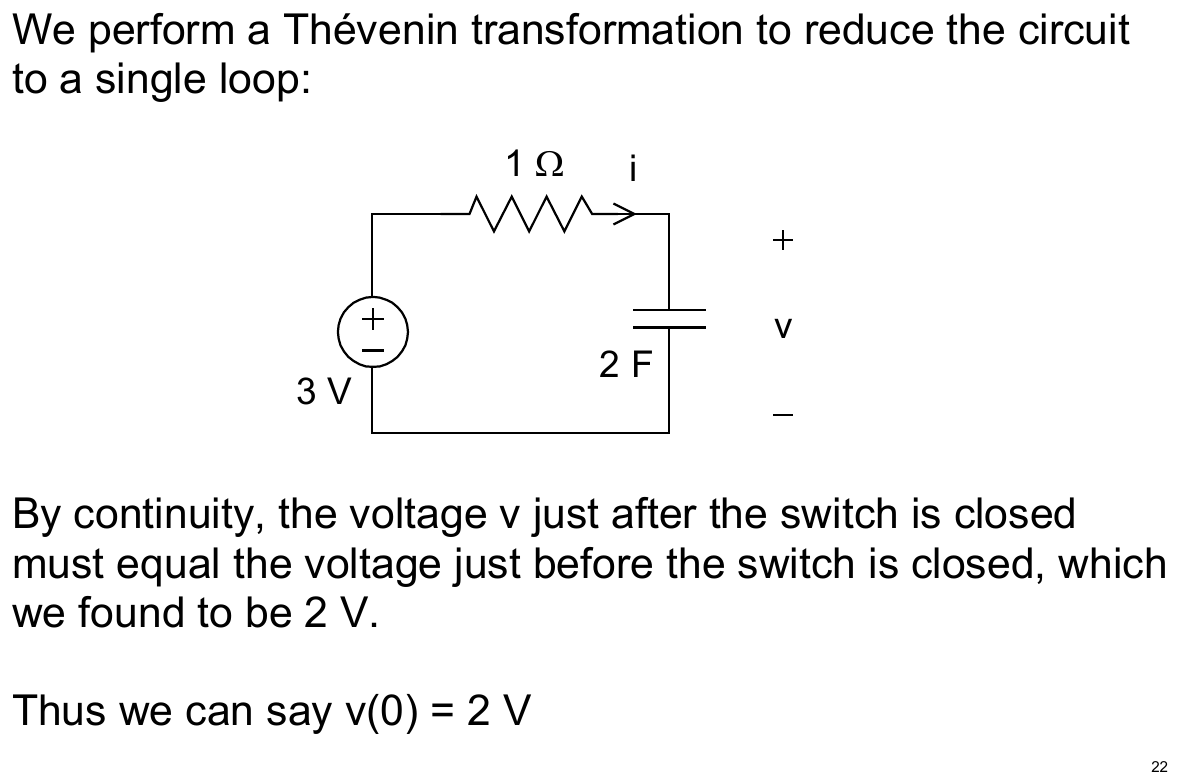 We perform a Thévenin transformation to reduce the circuit
to a single loop:
1 Ω i
+
+
–
v
2 F
3 V
–
By continuity, the voltage v just after the switch is closed
must equal the voltage just before the switch is closed, which
we found to be 2 V.
Thus we can say v(0) = 2 V
22